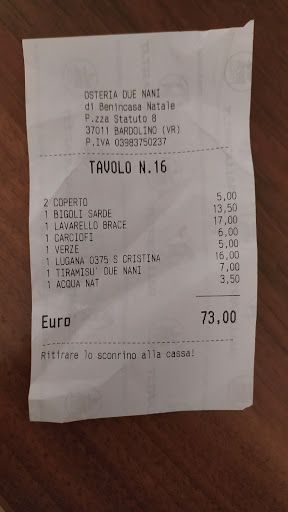 OSTERIA DUE NANI
di Benincasa Natale
P.zza Statuto 8
37011 BARDOLINO (VR)
P.IVA 03983750237
TAVOLO N.16
2 COPERTO 5,00
1 BIGOLI SARDE 13,50
1 LAVARELLO BRACE 17,00
1 CARCIOFI 6,00
1 VERZE 5,00
1 LUGANA 0375 S CRISTINA 16,00
1 TIRAMISU' DUE NANI 7,00
1 ACQUA NAT 3,50
Euro 73,00
Ritirare lo scontrino alla cassa!